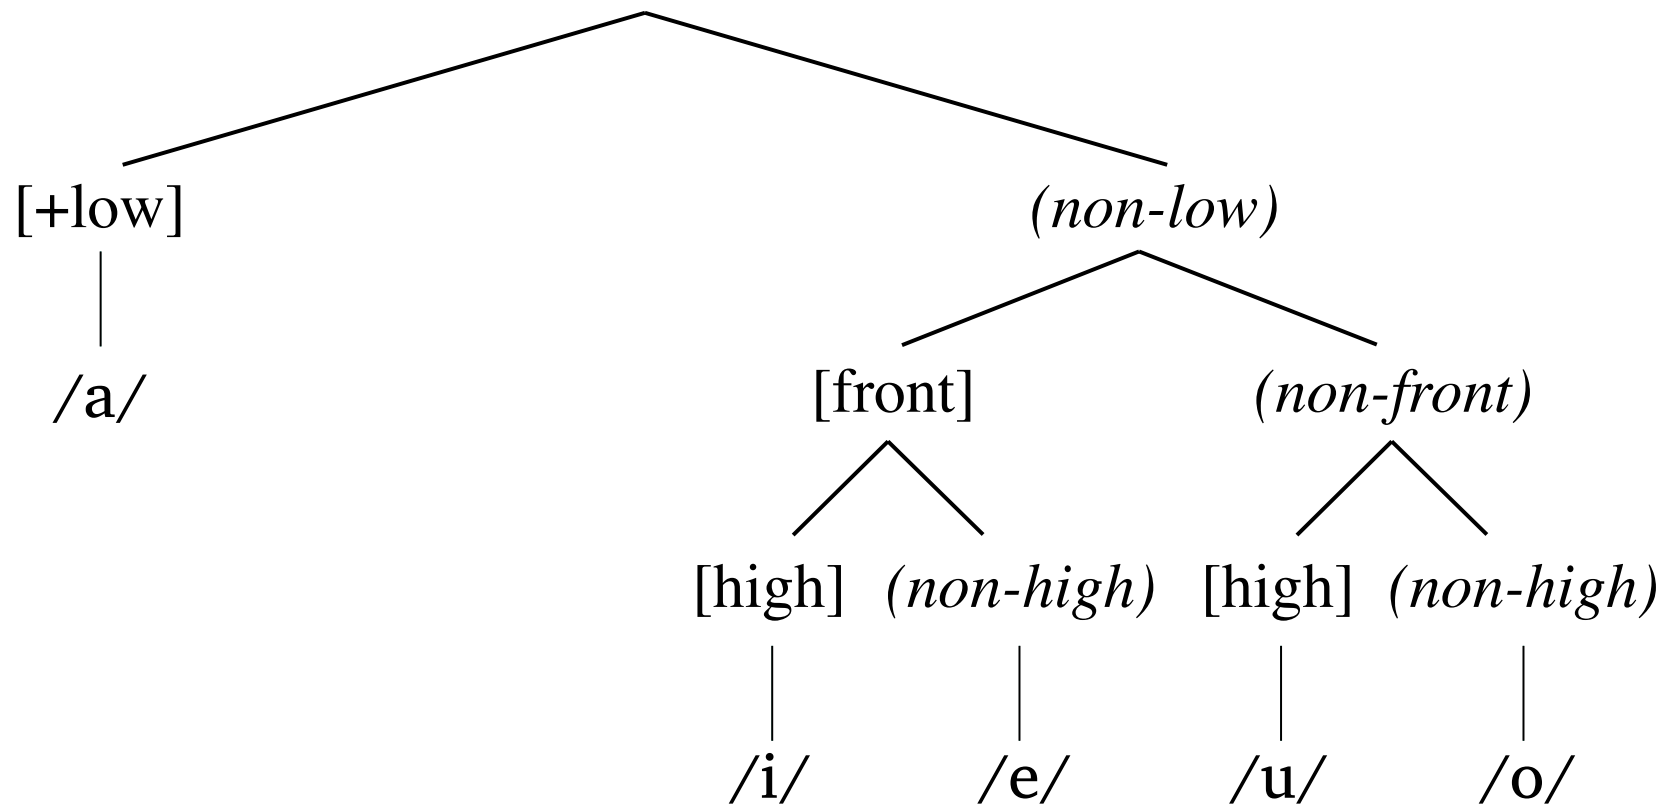 [+low] (non-low)
/a/ [front] (non-front)
[high] (non-high) [high] (non-high)
/i/ /e/ /u/ /o/